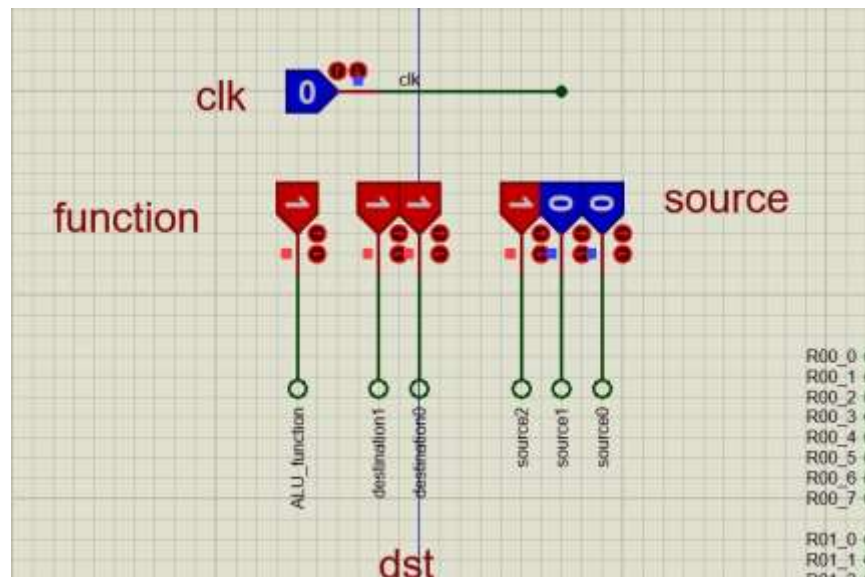 clk
0
clk
1
1
1
1
0
0
function
source
ALU_function
destination1
destination0
source2
source1
source0
R00_0
R00_1
R00_2
R00_3
R00_4
R00_5
R00_6
R00_7
R01_0
R01_1
dst